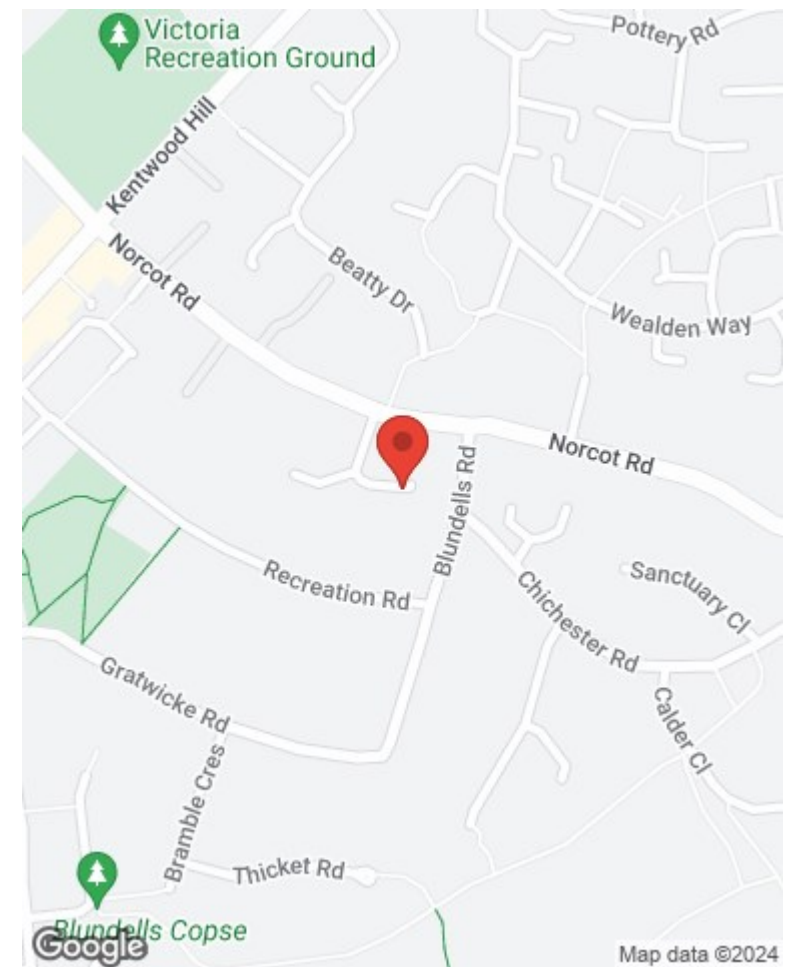 Victoria
Recreation Ground
Pottery Rd
Kentwood Hill
Norcot Rd
Beatty Dr
Wealden Way
Norcot Rd
Blundells Rd
Recreation Rd
Sanctuary Cl
Chichester Rd
Gratwicke Rd
Calder Cl
Bramble Cres
Thicket Rd
Blundells Copse
Google
Map data ©2024